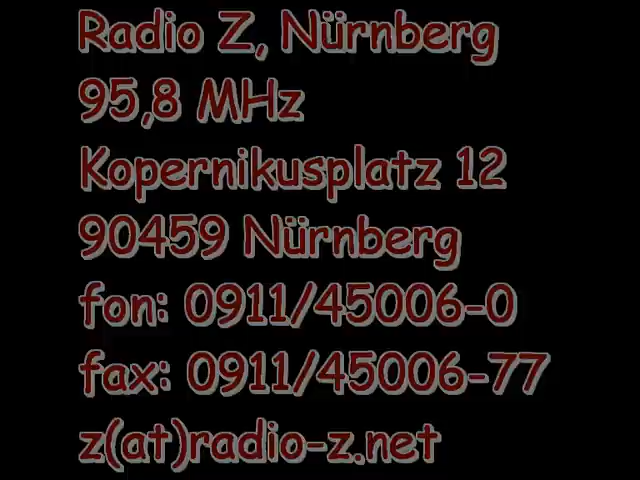 Radio Z, Nürnberg
95,8 MHz
Kopernikusplatz 12
90459 Nürnberg
fon: 0911/45006-0
fax: 0911/45006-77
z(at)radio-z.net